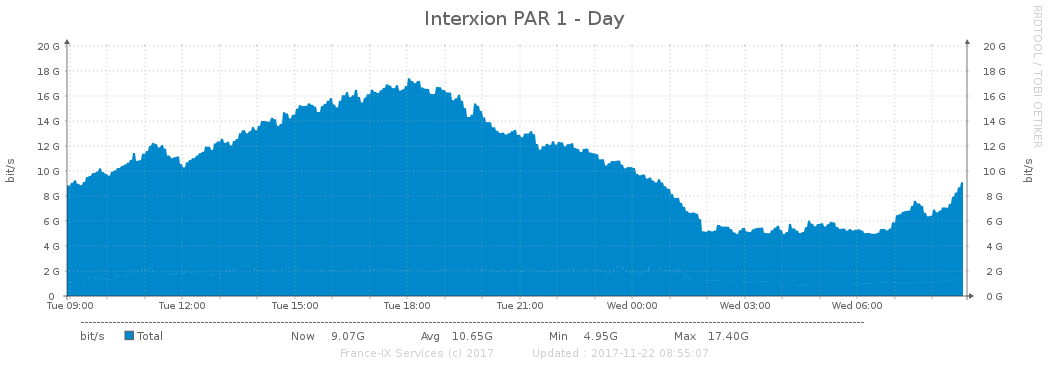 Interxion PAR 1 - Day
RRDTOOL / TOBI OETIKER
20 G 20 G
18 G 18 G
16 G 16 G
14 G 14 G
12 G 12 G
10 G 10 G
8 G 8 G
6 G 6 G
4 G 4 G
2 G 2 G
0 0 G
bit/s bit/s
Tue 09:00 Tue 12:00 Tue 15:00 Tue 18:00 Tue 21:00 Wed 00:00 Wed 03:00 Wed 06:00
bit/s Total Now 9.07G Avg 10.65G Min 4.95G Max 17.40G
France-IX Services (c) 2017 Updated : 2017-11-22 08:55:07